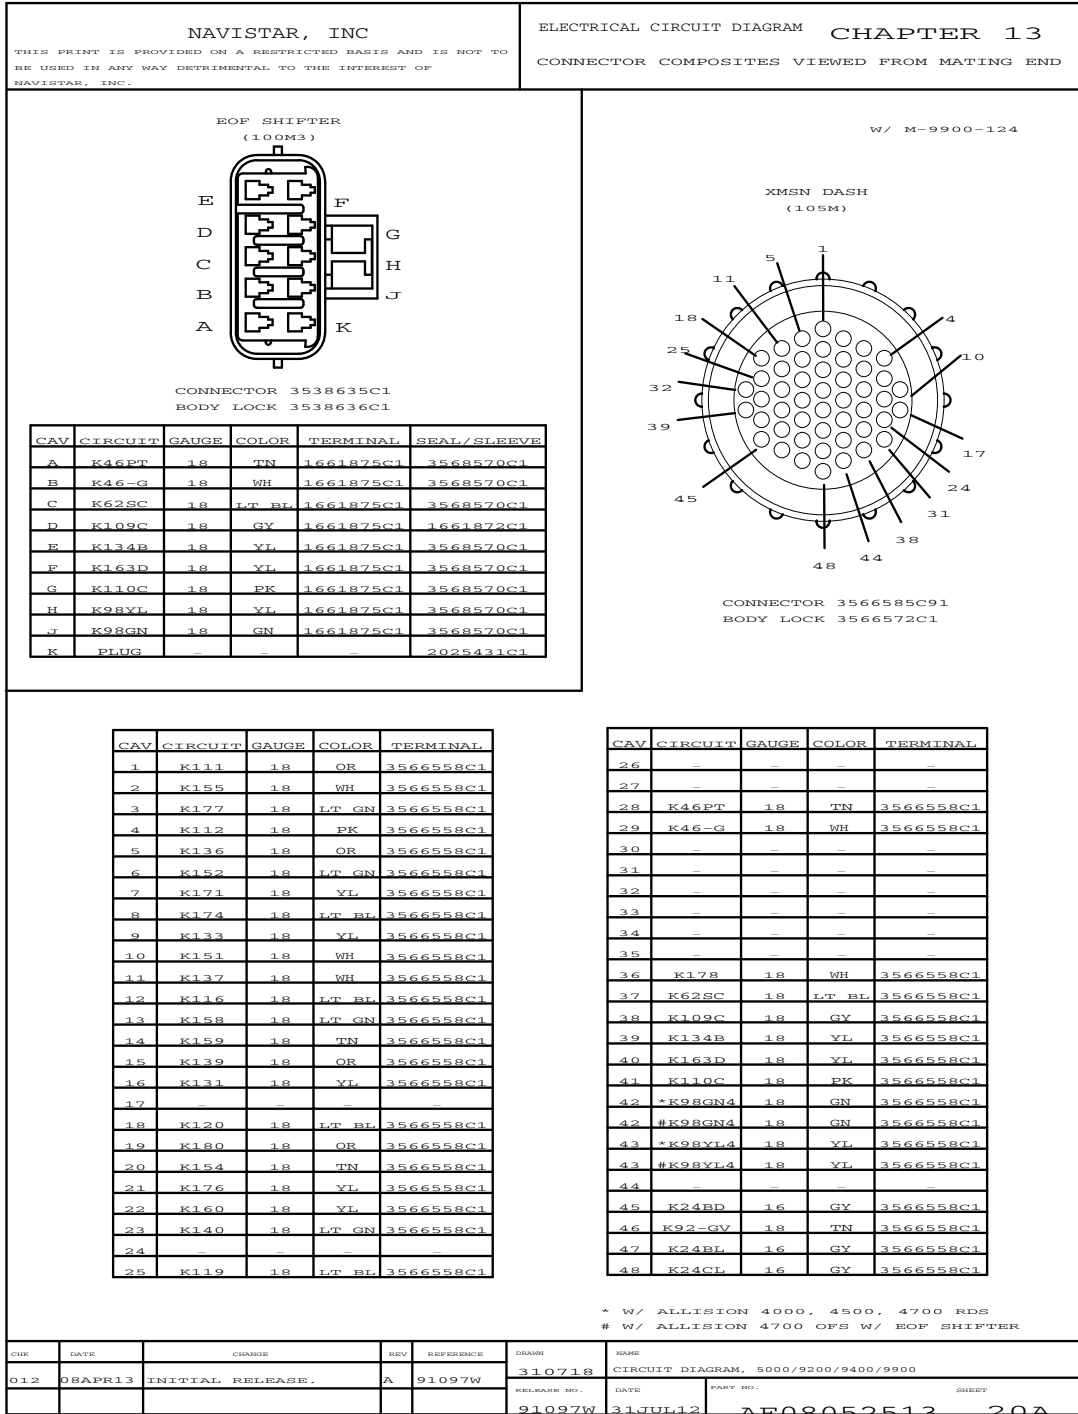 NAVISTAR, INC
THIS PRINT IS PROVIDED ON A RESTRICTED BASIS AND IS NOT TO
BE USED IN ANY WAY DETRIMENTAL TO THE INTEREST OF
NAVISTAR, INC.
ELECTRICAL CIRCUIT DIAGRAM CHAPTER 13
CONNECTOR COMPOSITES VIEWED FROM MATING END
EOF SHIFTER
(100M3)
E
F
D
G
C
H
B
J
A
K
CONNECTOR 3538635C1
BODY LOCK 3538636C1
CAV CIRCUIT GAUGE COLOR TERMINAL SEAL/SLEEVE
A K46PT 18 TN 1661875C1 3568570C1
B K46-G 18 WH 1661875C1 3568570C1
C K62SC 18 LT BL 1661875C1 3568570C1
D K109C 18 GY 1661875C1 1661872C1
E K134B 18 YL 1661875C1 3568570C1
F K163D 18 YL 1661875C1 3568570C1
G K110C 18 PK 1661875C1 3568570C1
H K98YL 18 YL 1661875C1 3568570C1
J K98GN 18 GN 1661875C1 3568570C1
K PLUG - - - 2025431C1
W/ M-9900-124
XMSN DASH
(105M)
1
5
11
18
25
32
39
45
4
10
17
24
31
38
44
48
CONNECTOR 3566585C91
BODY LOCK 3566572C1
CAV CIRCUIT GAUGE COLOR TERMINAL
1 K111 18 OR 3566558C1
2 K155 18 WH 3566558C1
3 K177 18 LT GN 3566558C1
4 K112 18 PK 3566558C1
5 K136 18 OR 3566558C1
6 K152 18 LT GN 3566558C1
7 K171 18 YL 3566558C1
8 K174 18 LT BL 3566558C1
9 K133 18 YL 3566558C1
10 K151 18 WH 3566558C1
11 K137 18 WH 3566558C1
12 K116 18 LT BL 3566558C1
13 K158 18 LT GN 3566558C1
14 K159 18 TN 3566558C1
15 K139 18 OR 3566558C1
16 K131 18 YL 3566558C1
17 - - - -
18 K120 18 LT BL 3566558C1
19 K180 18 OR 3566558C1
20 K154 18 TN 3566558C1
21 K176 18 YL 3566558C1
22 K160 18 YL 3566558C1
23 K140 18 LT GN 3566558C1
24 - - - -
25 K119 18 LT BL 3566558C1
CAV CIRCUIT GAUGE COLOR TERMINAL
26 - - - -
27 - - - -
28 K46PT 18 TN 3566558C1
29 K46-G 18 WH 3566558C1
30 - - - -
31 - - - -
32 - - - -
33 - - - -
34 - - - -
35 - - - -
36 K178 18 WH 3566558C1
37 K62SC 18 LT BL 3566558C1
38 K109C 18 GY 3566558C1
39 K134B 18 YL 3566558C1
40 K163D 18 YL 3566558C1
41 K110C 18 PK 3566558C1
42 *K98GN4 18 GN 3566558C1
42 #K98GN4 18 GN 3566558C1
43 *K98YL4 18 YL 3566558C1
43 #K98YL4 18 YL 3566558C1
44 - - - -
45 K24BD 16 GY 3566558C1
46 K92-GV 18 TN 3566558C1
47 K24BL 16 GY 3566558C1
48 K24CL 16 GY 3566558C1
* W/ ALLISION 4000, 4500, 4700 RDS
# W/ ALLISION 4700 OFS W/ EOF SHIFTER
CHK DATE CHANGE REV REFERENCE
012 08APR13 INITIAL RELEASE. A 91097W
DRAWN
310718
NAME
CIRCUIT DIAGRAM, 5000/9200/9400/9900
RELEASE NO.
91097W
DATE
31JUL12
PART NO. SHEET
AE08052513 20A